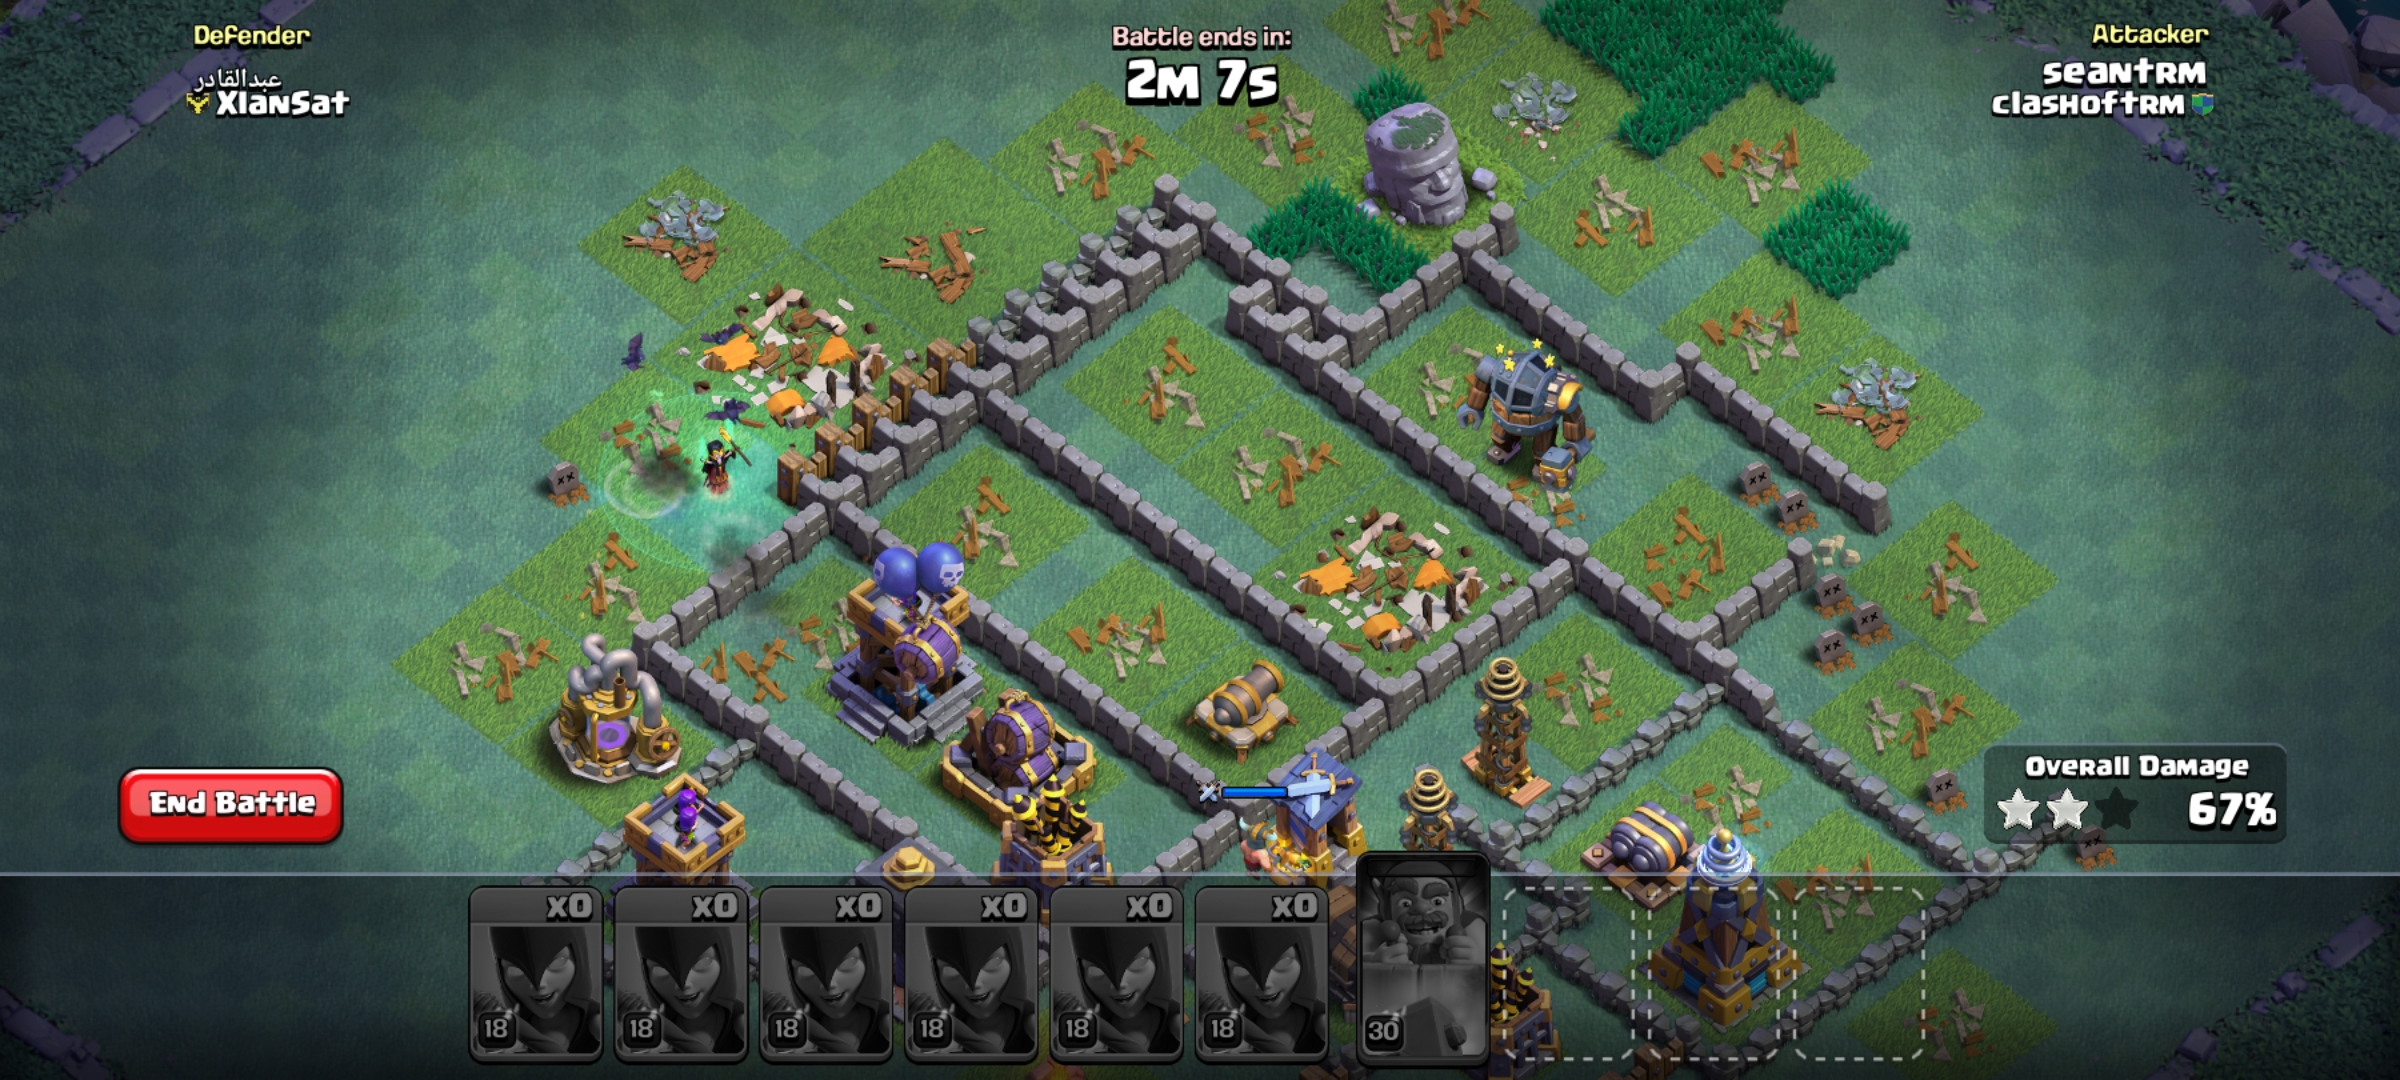 Defender
عبدالقادر
XlanSat
Battle ends in:
2M 7s
Attacker
seantRM
clashoftRM
End Battle
Overall Damage
67%
x0
x0
x0
x0
x0
x0
18
18
18
18
18
18
30